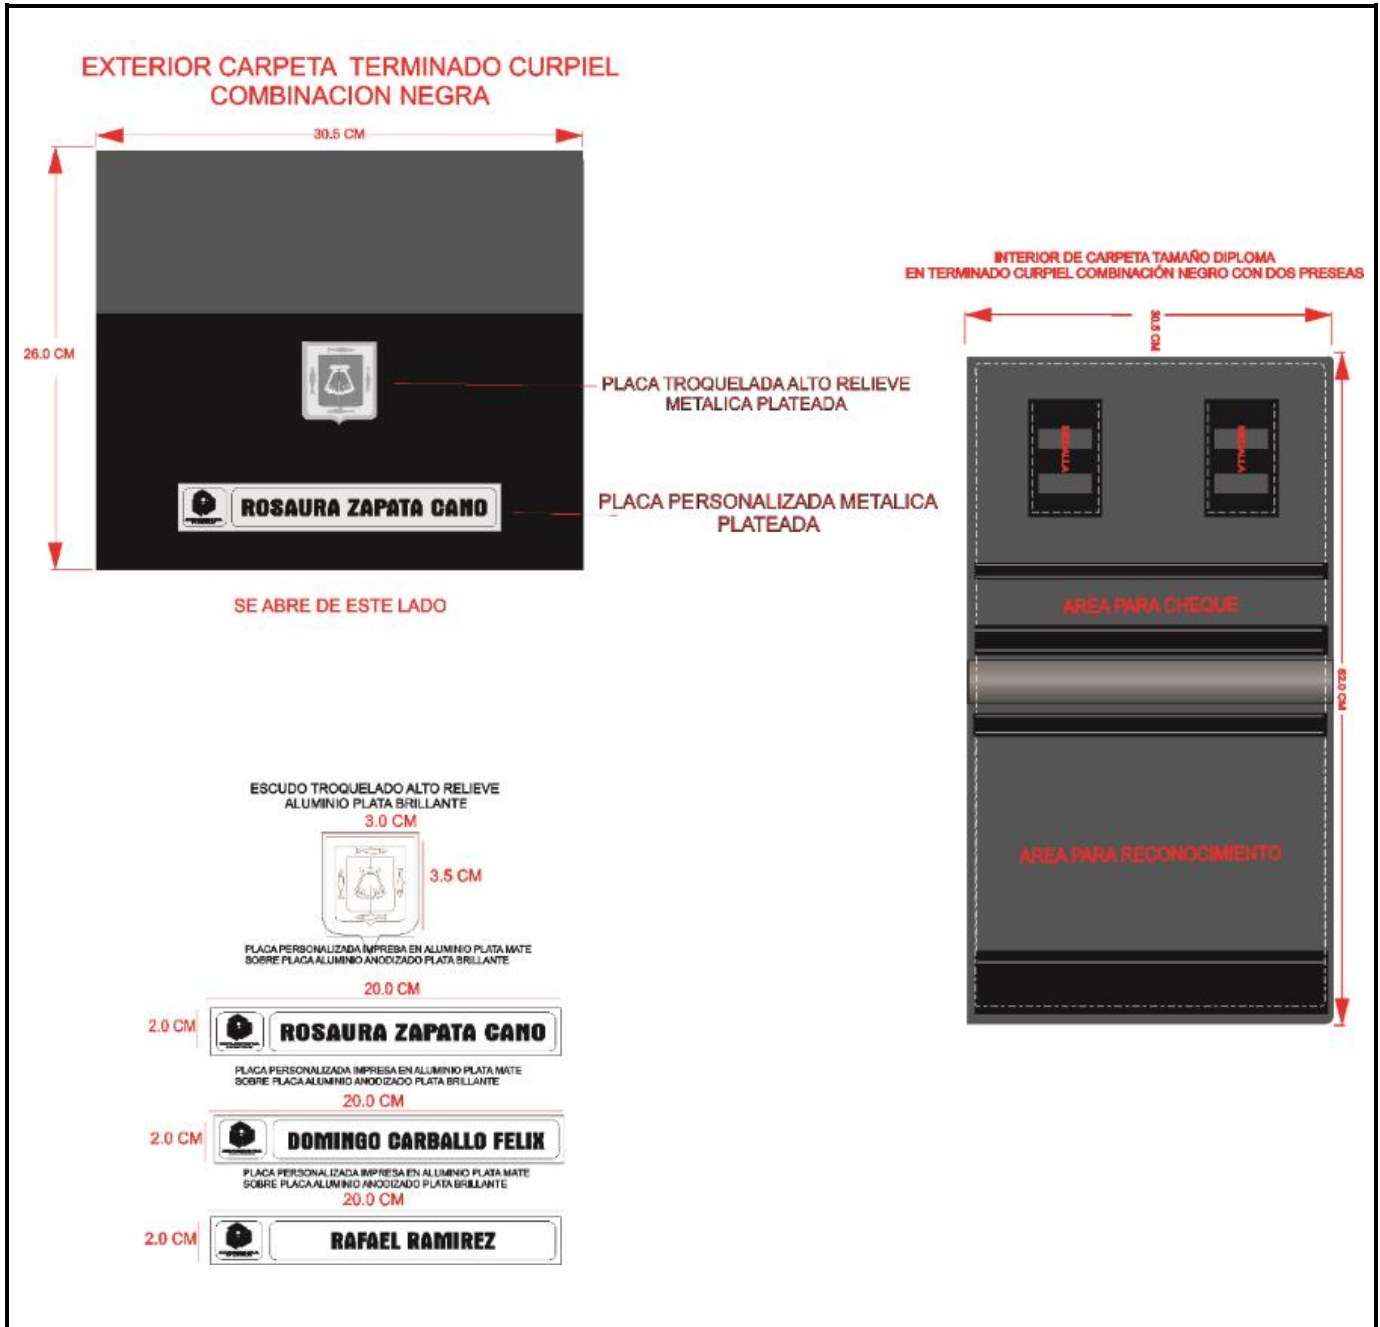 EXTERIOR CARPETA TERMINADO CURPIEL
COMBINACION NEGRA
30.5 CM
26.0 CM
PLACA TROQUELADA ALTO RELIEVE
METALICA PLATEADA
ROSAURA ZAPATA CANO
PLACA PERSONALIZADA METALICA
PLATEADA
SE ABRE DE ESTE LADO
INTERIOR DE CARPETA TAMAÑO DIPLOMA
EN TERMINADO CURPIEL COMBINACIÓN NEGRO CON DOS PRESEAS
30.5 CM
MEDALLA
MEDALLA
AREA PARA CHEQUE
52.0 CM
AREA PARA RECONOCIMIENTO
ESCUDO TROQUELADO ALTO RELIEVE
ALUMINIO PLATA BRILLANTE
3.0 CM
3.5 CM
PLACA PERSONALIZADA IMPRESA EN ALUMINIO PLATA MATE
SOBRE PLACA ALUMINIO ANODIZADO PLATA BRILLANTE
20.0 CM
2.0 CM
ROSAURA ZAPATA CANO
PLACA PERSONALIZADA IMPRESA EN ALUMINIO PLATA MATE
SOBRE PLACA ALUMINIO ANODIZADO PLATA BRILLANTE
20.0 CM
2.0 CM
DOMINGO CARBALLO FELIX
PLACA PERSONALIZADA IMPRESA EN ALUMINIO PLATA MATE
SOBRE PLACA ALUMINIO ANODIZADO PLATA BRILLANTE
20.0 CM
2.0 CM
RAFAEL RAMIREZ